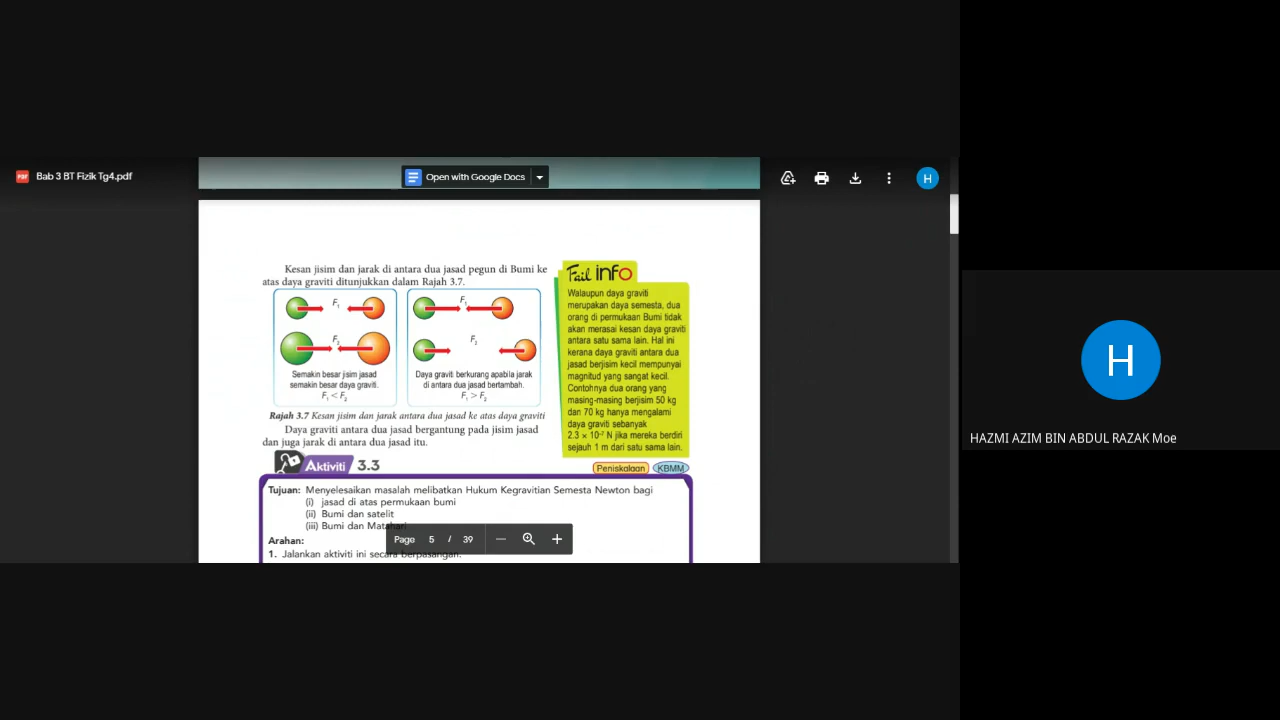 PDF Bab 3 BT Fizik Tg4.pdf
Open with Google Docs
H
Kesan jisim dan jarak di antara dua jasad pegun di Bumi ke
atas daya graviti ditunjukkan dalam Rajah 3.7.
F₁
F₂
Semakin besar jisim jasad
semakin besar daya graviti.
F₁ < F₂
F₁
F₂
Daya graviti berkurang apabila jarak
di antara dua jasad bertambah.
F₁ > F₂
Rajah 3.7 Kesan jisim dan jarak antara dua jasad ke atas daya graviti
Daya graviti antara dua jasad bergantung pada jisim jasad
dan juga jarak di antara dua jasad itu.
Fail info
Walaupun daya graviti
merupakan daya semesta, dua
orang di permukaan Bumi tidak
akan merasai kesan daya graviti
antara satu sama lain. Hal ini
kerana daya graviti antara dua
jasad berjisim kecil mempunyai
magnitud yang sangat kecil.
Contohnya dua orang yang
masing-masing berjisim 50 kg
dan 70 kg hanya mengalami
daya graviti sebanyak
2.3 × 10⁻⁷ N jika mereka berdiri
sejauh 1 m dari satu sama lain.
Aktiviti 3.3
Peniskalaan KBMM
Tujuan: Menyelesaikan masalah melibatkan Hukum Kegravitian Semesta Newton bagi
(i) jasad di atas permukaan bumi
(ii) Bumi dan satelit
(iii) Bumi dan Matahari
Arahan:
1. Jalankan aktiviti ini secara berpasangan.
Page 5 / 39
H
HAZMI AZIM BIN ABDUL RAZAK Moe